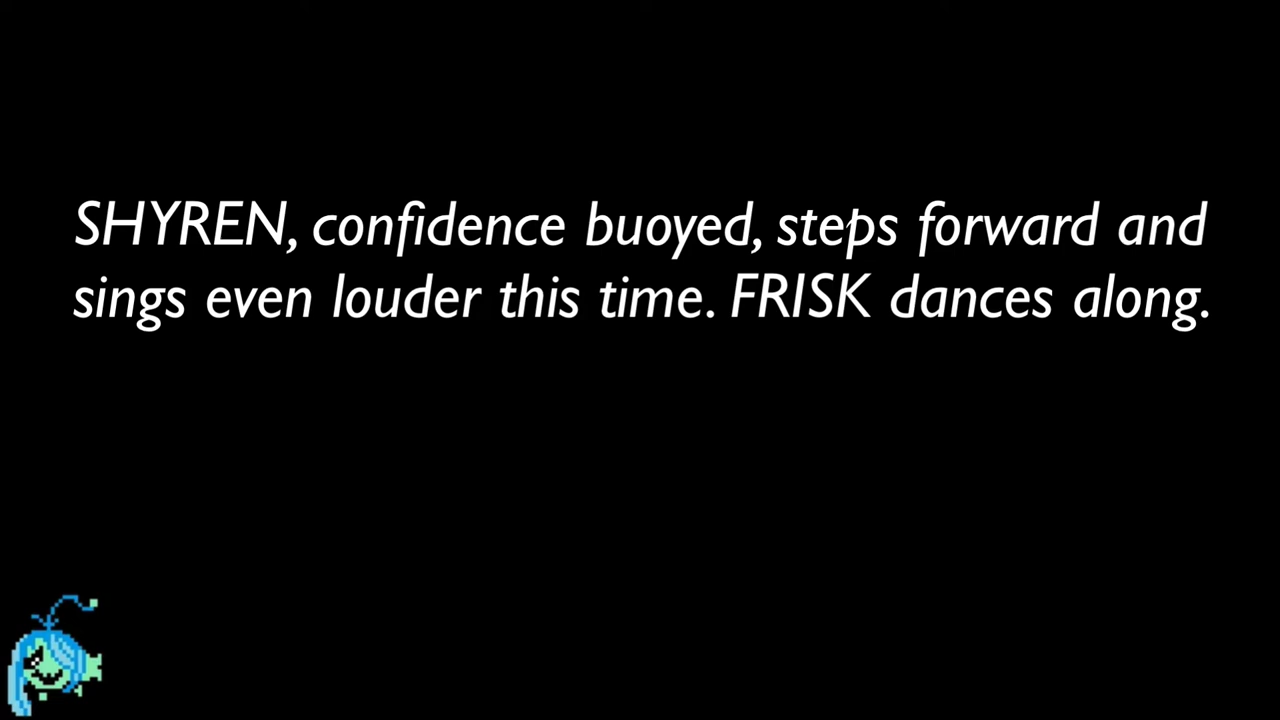 SHYREN, confidence buoyed, steps forward and
sings even louder this time. FRISK dances along.